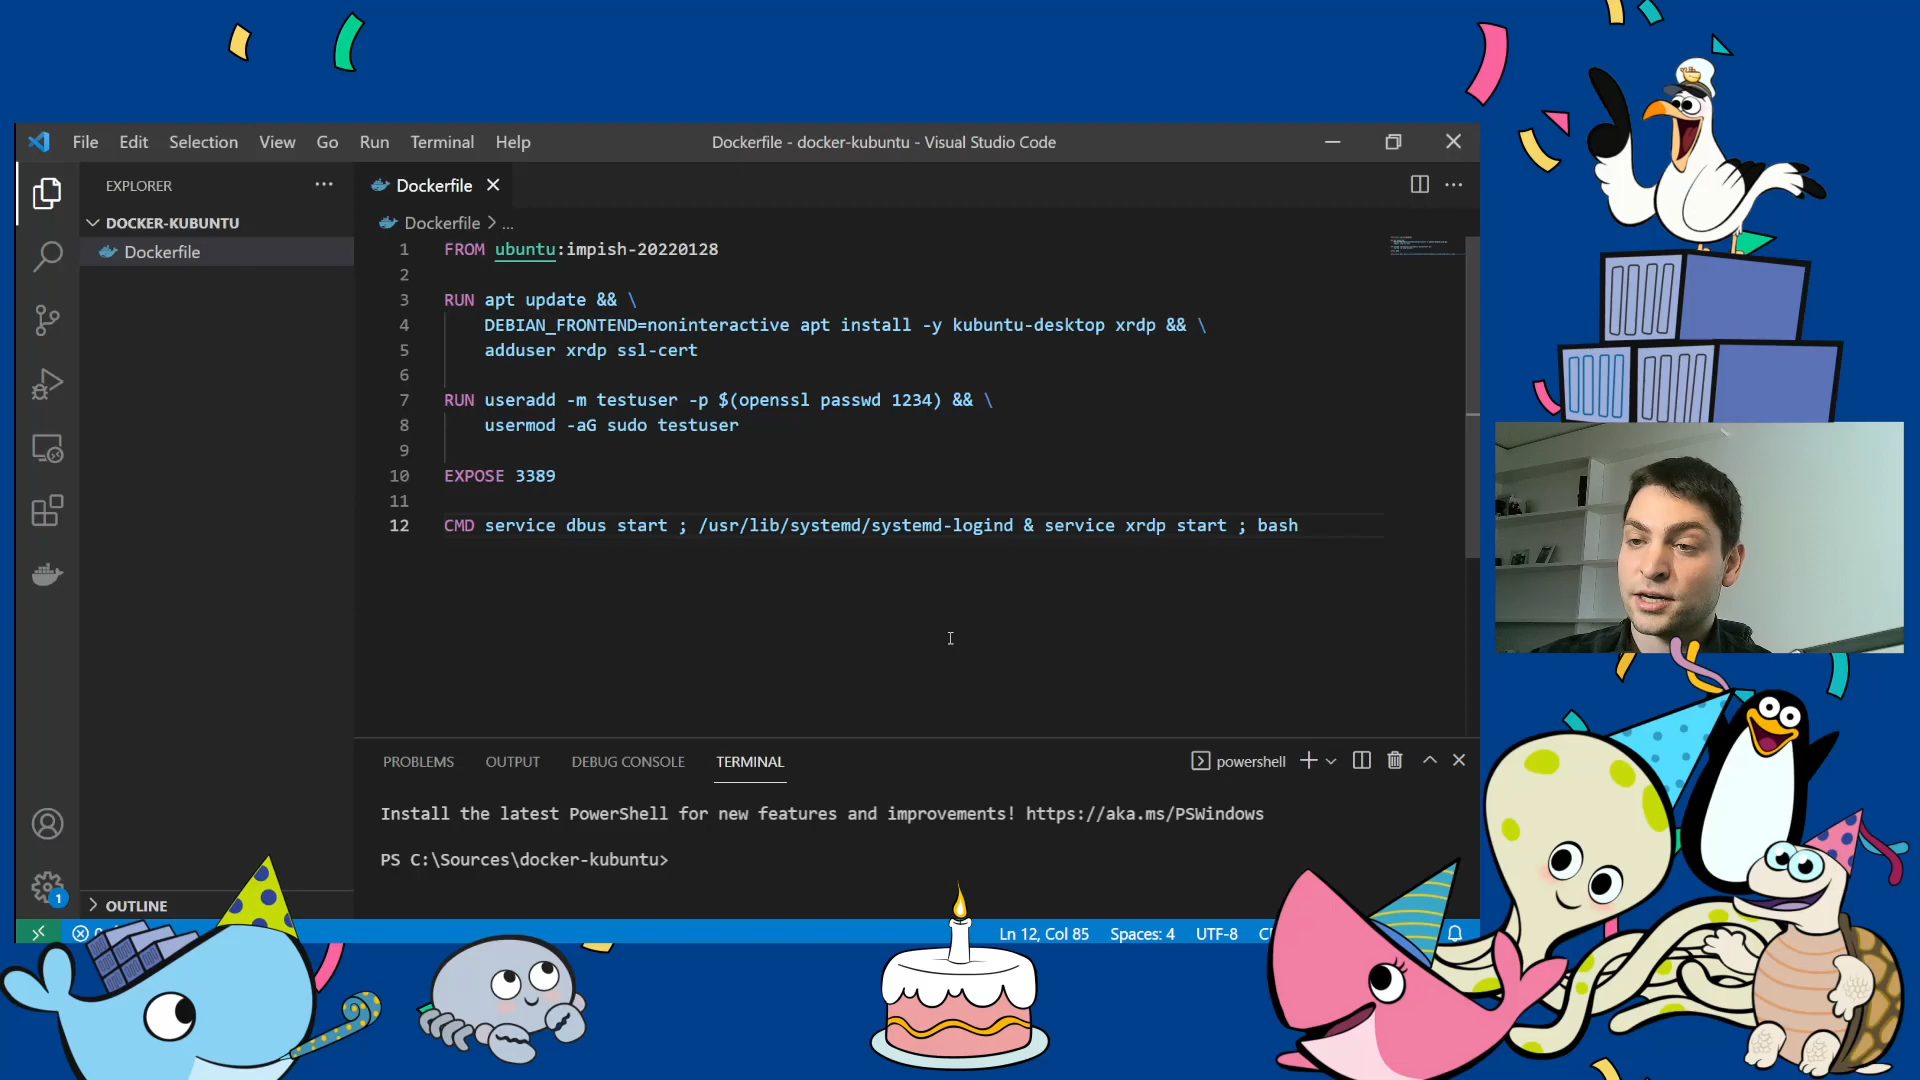 File Edit Selection View Go Run Terminal Help
Dockerfile - docker-kubuntu - Visual Studio Code
EXPLORER
DOCKER-KUBUNTU
Dockerfile
Dockerfile
Dockerfile > ...
1 FROM ubuntu:impish-20220128
2
3 RUN apt update && \
4 DEBIAN_FRONTEND=noninteractive apt install -y kubuntu-desktop xrdp && \
5 adduser xrdp ssl-cert
6
7 RUN useradd -m testuser -p $(openssl passwd 1234) && \
8 usermod -aG sudo testuser
9
10 EXPOSE 3389
11
12 CMD service dbus start ; /usr/lib/systemd/systemd-logind & service xrdp start ; bash
PROBLEMS OUTPUT DEBUG CONSOLE TERMINAL
powershell
Install the latest PowerShell for new features and improvements! https://aka.ms/PSWindows
PS C:\Sources\docker-kubuntu>
1
OUTLINE
Ln 12, Col 85 Spaces: 4 UTF-8